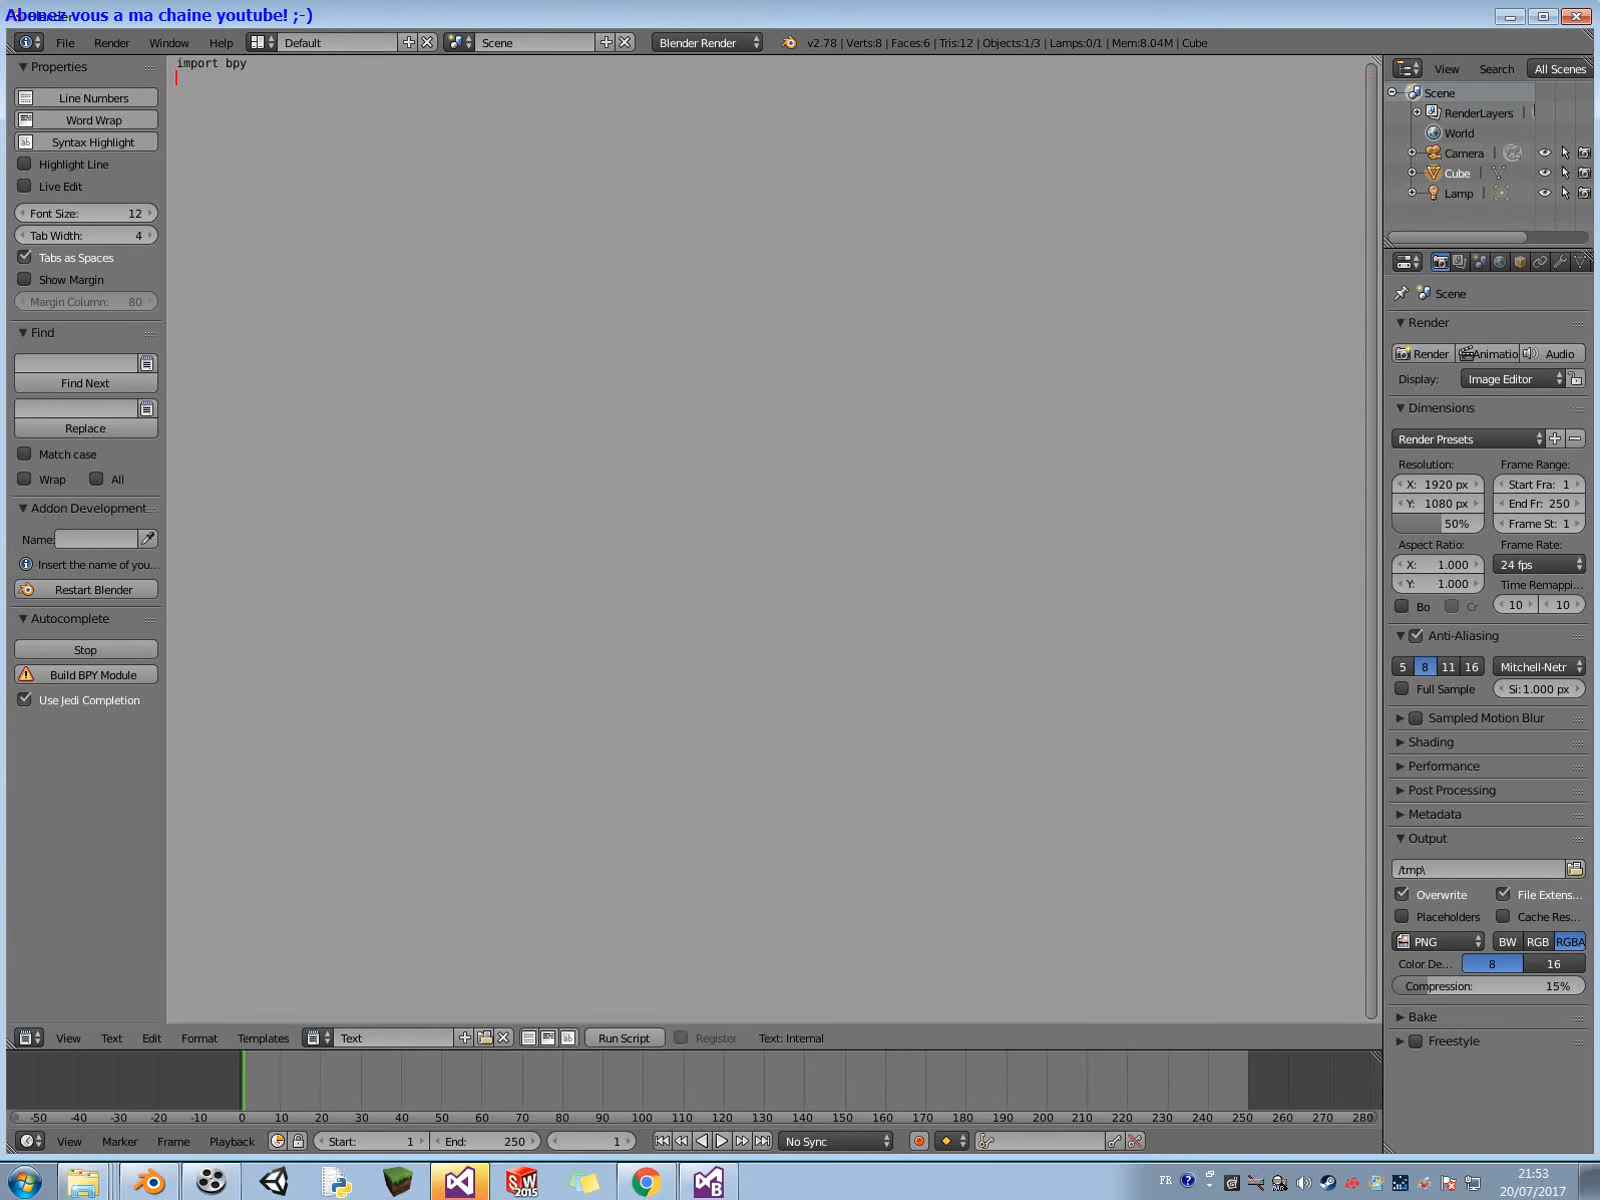 Abonez vous a ma chaine youtube! ;-)
File Render Window Help Default Scene Blender Render v2.78 | Verts:8 | Faces:6 | Tris:12 | Objects:1/3 | Lamps:0/1 | Mem:8.04M | Cube
Properties
Line Numbers
Word Wrap
Syntax Highlight
Highlight Line
Live Edit
Font Size: 12
Tab Width: 4
Tabs as Spaces
Show Margin
Margin Column: 80
Find
Find Next
Replace
Match case
Wrap All
Addon Development
Name:
Insert the name of you...
Restart Blender
Autocomplete
Stop
Build BPY Module
Use Jedi Completion
import bpy
View Search All Scenes
Scene
RenderLayers
World
Camera
Cube
Lamp
Scene
Render
Render Animatio Audio
Display: Image Editor
Dimensions
Render Presets
Resolution: Frame Range:
X: 1920 px Start Fra: 1
Y: 1080 px End Fr: 250
50% Frame St: 1
Aspect Ratio: Frame Rate:
X: 1.000 24 fps
Y: 1.000 Time Remappi...
Bo Cr 10 10
Anti-Aliasing
5 8 11 16 Mitchell-Netr
Full Sample Si: 1.000 px
Sampled Motion Blur
Shading
Performance
Post Processing
Metadata
Output
/tmp\
Overwrite File Extens...
Placeholders Cache Res...
PNG BW RGB RGBA
Color De... 8 16
Compression: 15%
Bake
Freestyle
View Text Edit Format Templates Text Run Script Register Text: Internal
-50 -40 -30 -20 -10 0 10 20 30 40 50 60 70 80 90 100 110 120 130 140 150 160 170 180 190 200 210 220 230 240 250 260 270 280
View Marker Frame Playback Start: 1 End: 250 1 No Sync
SW 2015
FR 21:53
20/07/2017